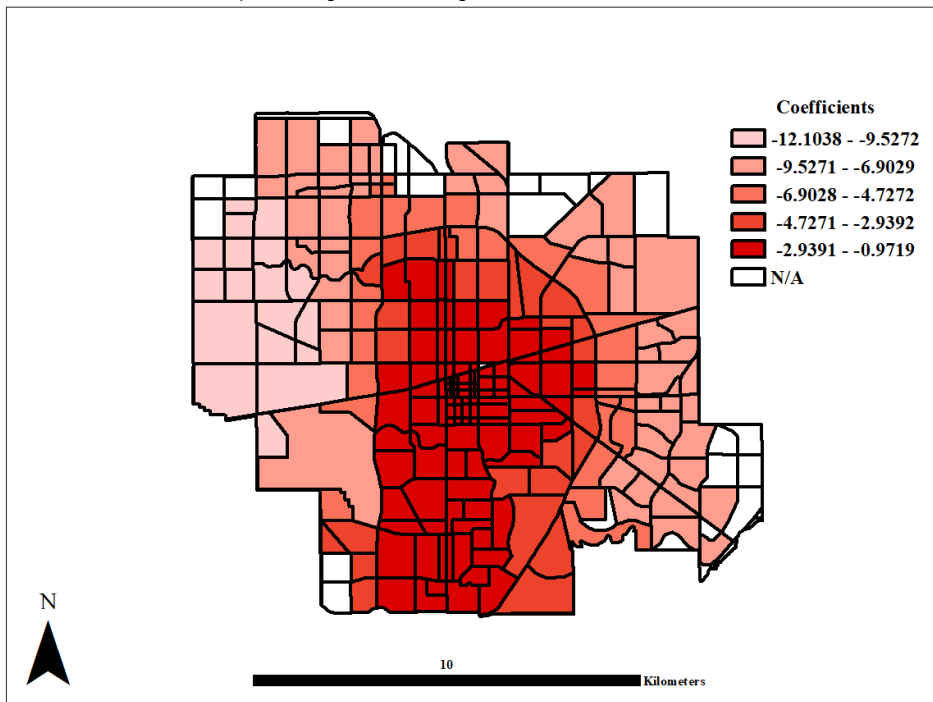 Coefficients
-12.1038 - -9.5272
-9.5271 - -6.9029
-6.9028 - -4.7272
-4.7271 - -2.9392
-2.9391 - -0.9719
N/A
N
10
Kilometers